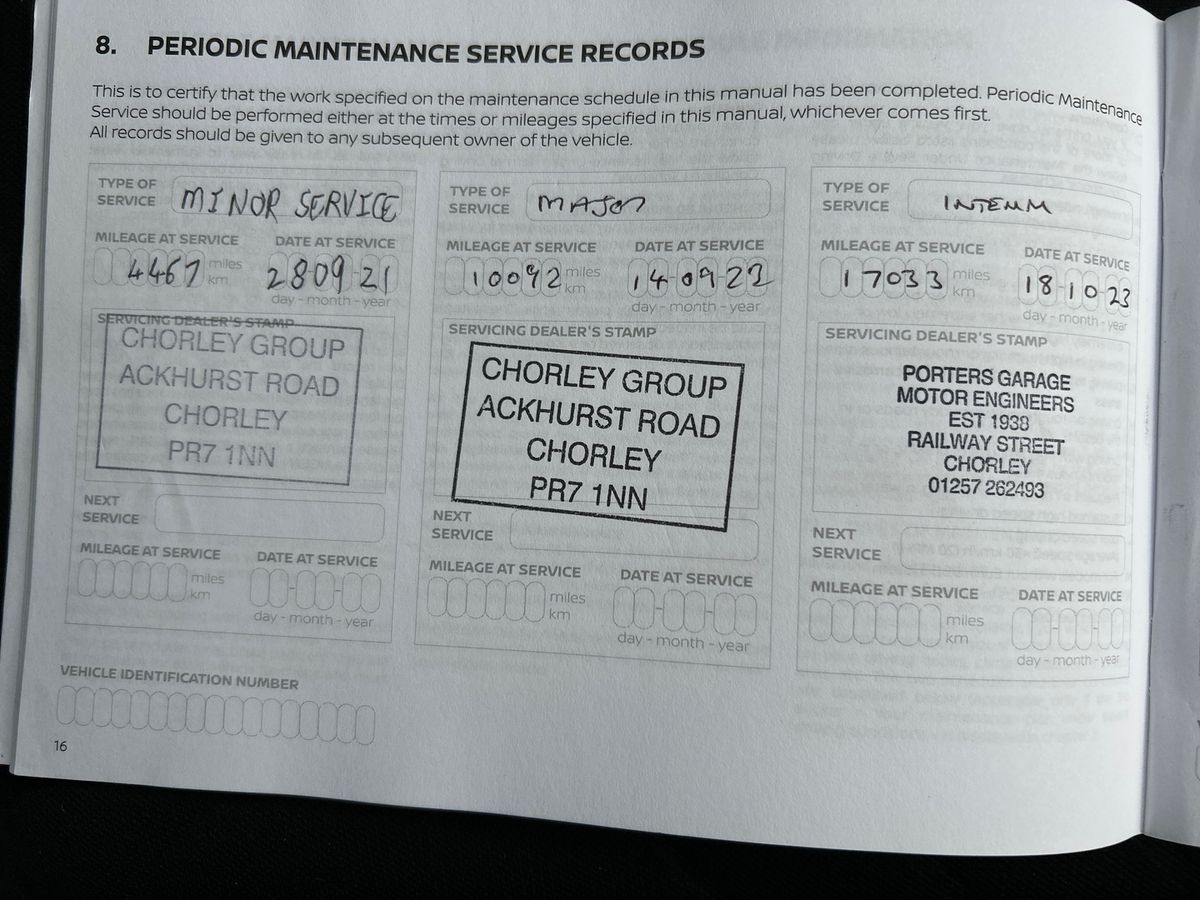 8. PERIODIC MAINTENANCE SERVICE RECORDS
This is to certify that the work specified on the maintenance schedule in this manual has been completed. Periodic Maintenance
Service should be performed either at the times or mileages specified in this manual, whichever comes first.
All records should be given to any subsequent owner of the vehicle.
TYPE OF
SERVICE
MINOR SERVICE
MILEAGE AT SERVICE
DATE AT SERVICE
4467 miles
km
28 09 21
day - month - year
SERVICING DEALER'S STAMP
CHORLEY GROUP
ACKHURST ROAD
CHORLEY
PR7 1NN
NEXT
SERVICE
MILEAGE AT SERVICE
DATE AT SERVICE
miles
km
day - month - year
TYPE OF
SERVICE
MAJOR
MILEAGE AT SERVICE
DATE AT SERVICE
10092 miles
km
14-09-22
day - month - year
SERVICING DEALER'S STAMP
CHORLEY GROUP
ACKHURST ROAD
CHORLEY
PR7 1NN
NEXT
SERVICE
MILEAGE AT SERVICE
DATE AT SERVICE
miles
km
day - month - year
TYPE OF
SERVICE
INTERM
MILEAGE AT SERVICE
DATE AT SERVICE
17033 miles
km
18-10-23
day - month - year
SERVICING DEALER'S STAMP
PORTERS GARAGE
MOTOR ENGINEERS
EST 1938
RAILWAY STREET
CHORLEY
01257 262493
NEXT
SERVICE
MILEAGE AT SERVICE
DATE AT SERVICE
miles
km
day - month - year
VEHICLE IDENTIFICATION NUMBER
16